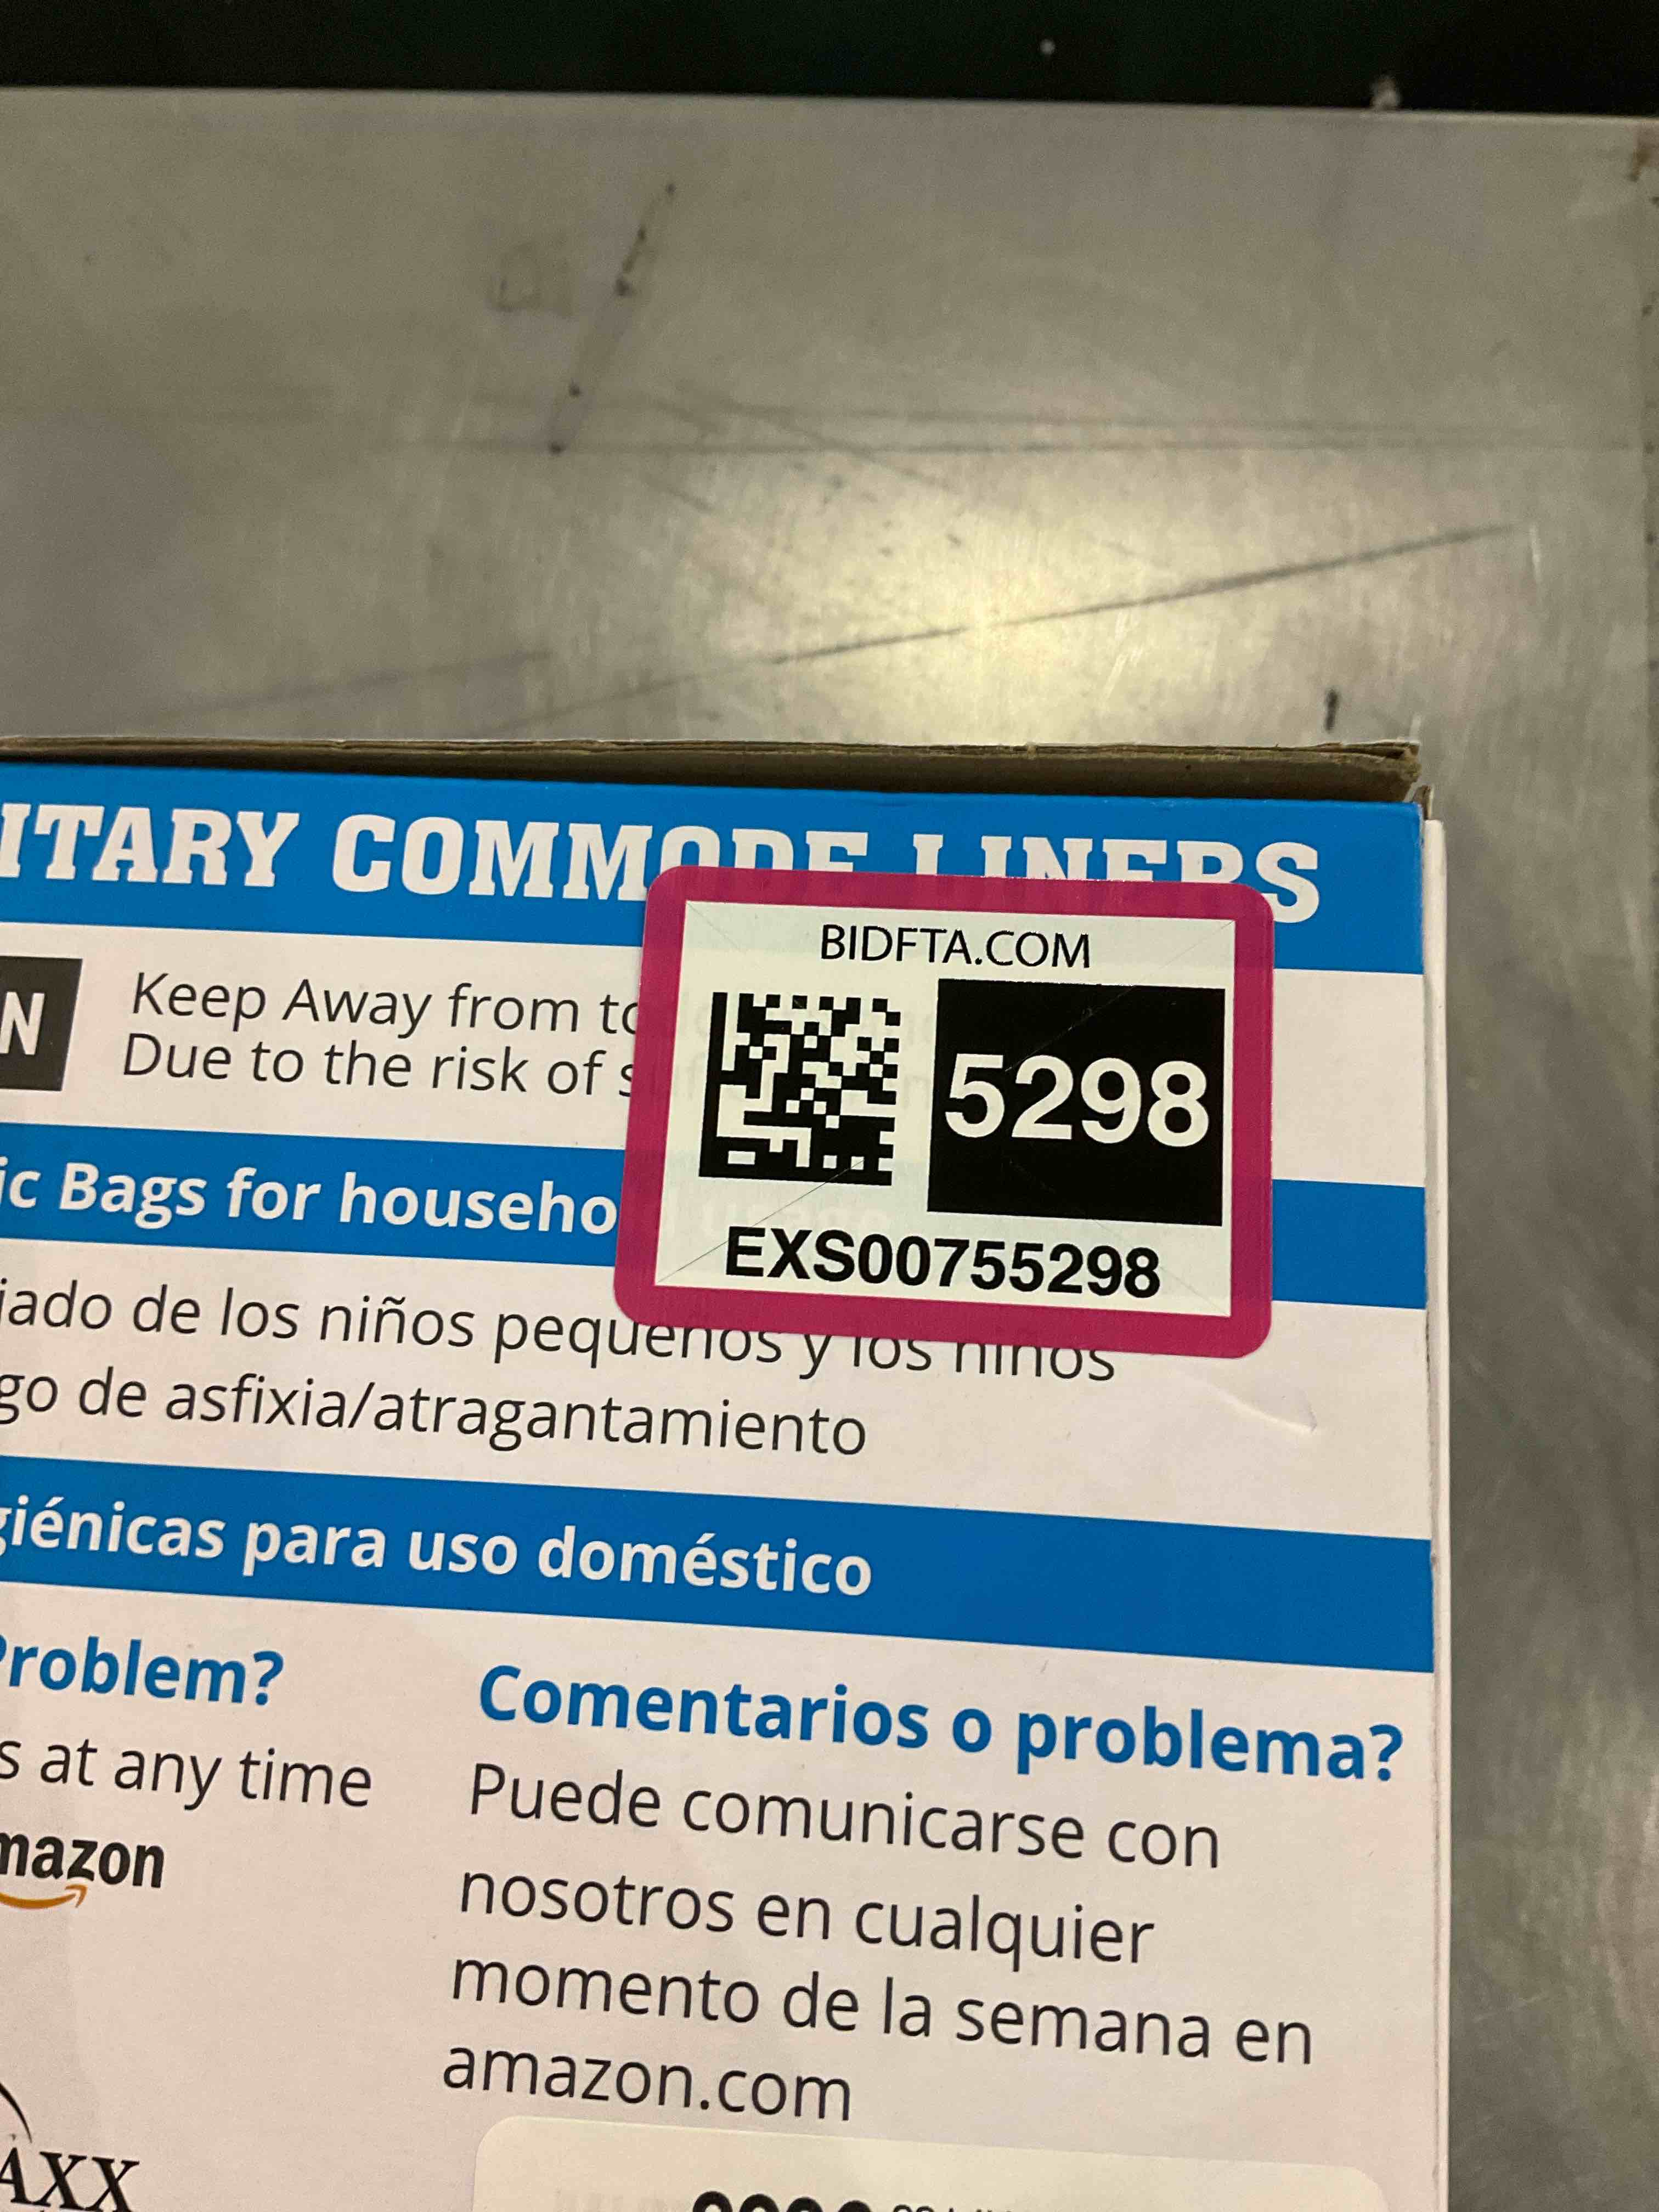 ITARY COMMODE LINERS
BIDFTA.COM
5298
EXS00755298
N
Keep Away from
Due to the risk of
ic Bags for househo
jado de los niños pequeños y los niños
go de asfixia/atragantamiento
giénicas para uso doméstico
Problem?
s at any time
mazon
Comentarios o problema?
Puede comunicarse con
nosotros en cualquier
momento de la semana en
amazon.com
AXX